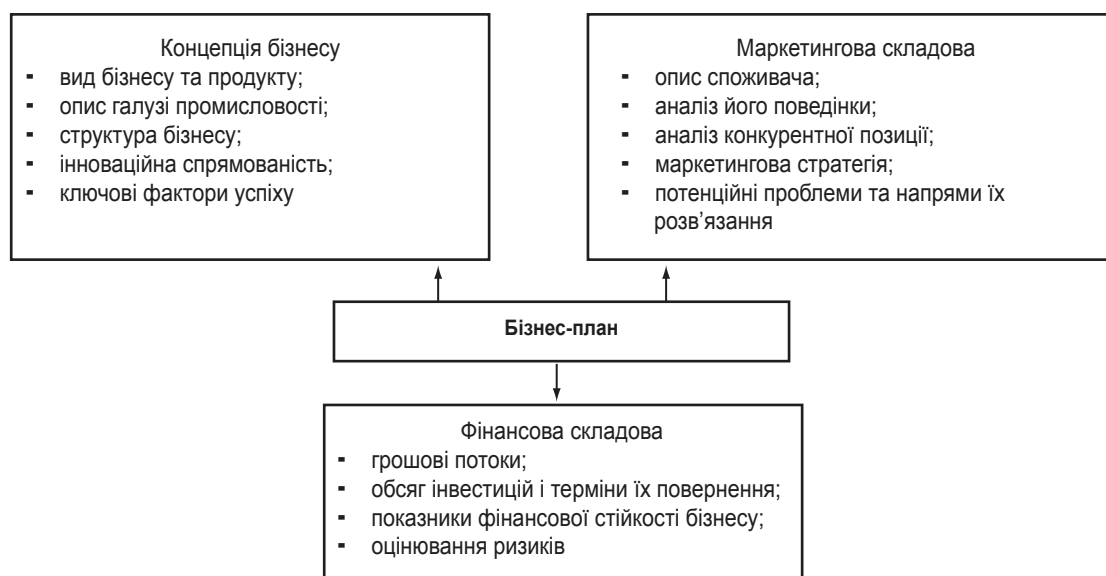 Концепція бізнесу
- вид бізнесу та продукту;
- опис галузі промисловості;
- структура бізнесу;
- інноваційна спрямованість;
- ключові фактори успіху
Маркетингова складова
- опис споживача;
- аналіз його поведінки;
- аналіз конкурентної позиції;
- маркетингова стратегія;
- потенційні проблеми та напрями їх
розв’язання
Бізнес-план
Фінансова складова
- грошові потоки;
- обсяг інвестицій і терміни їх повернення;
- показники фінансової стійкості бізнесу;
- оцінювання ризиків